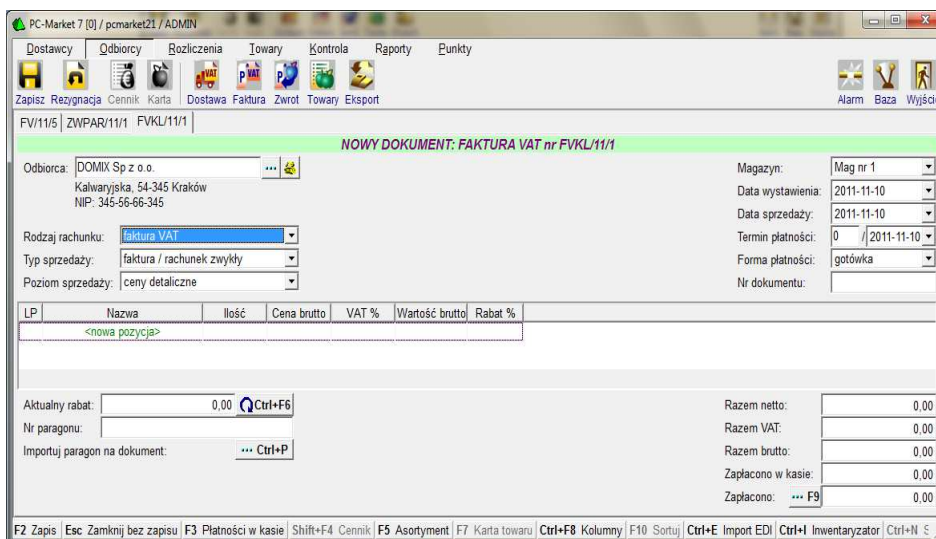 PC-Market 7 [0] / pcmarket21 / ADMIN
Dostawcy Odbiorcy Rozliczenia Towary Kontrola Raporty Punkty
VAT P VAT P
Zapisz Rezygnacja Cennik Karta Dostawa Faktura Zwrot Towary Eksport Alarm Baza Wyjści
FV/11/5 ZWPAR/11/1 FVKL/11/1
NOWY DOKUMENT: FAKTURA VAT nr FVKL/11/1
Odbiorca: DOMIX Sp z o.o. ... Magazyn: Mag nr 1
Kalwaryjska, 54-345 Kraków Data wystawienia: 2011-11-10
NIP: 345-56-66-345
Data sprzedaży: 2011-11-10
Rodzaj rachunku: faktura VAT Termin płatności: 0 / 2011-11-10
Typ sprzedaży: faktura / rachunek zwykły Forma płatności: gotówka
Poziom sprzedaży: ceny detaliczne Nr dokumentu:
LP Nazwa Ilość Cena brutto VAT % Wartość brutto Rabat %
<nowa pozycja>
Aktualny rabat: 0,00 Ctrl+F6 Razem netto: 0,00
Nr paragonu: Razem VAT: 0,00
Importuj paragon na dokument: ... Ctrl+P Razem brutto: 0,00
Zapłacono w kasie: 0,00
Zapłacono: ... F9 0,00
F2 Zapis Esc Zamknij bez zapisu F3 Płatności w kasie Shift+F4 Cennik F5 Asortyment F7 Karta towaru Ctrl+F8 Kolumny F10 Sortuj Ctrl+E Import EDI Ctrl+I Inwentaryzator Ctrl+N S